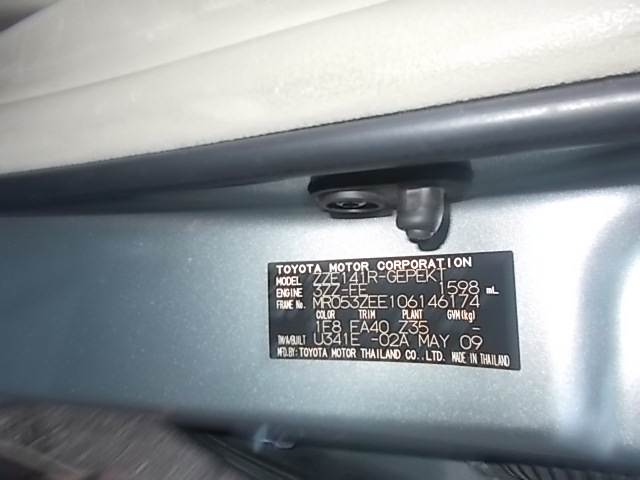 TOYOTA MOTOR CORPORATION
MODEL ZZE141R-GEPEKT
ENGINE 3ZZ-FE 1598 mL
FRAME No. MR053ZEE106146174
COLOR TRIM PLANT GVM(kg)
1E8 FA40 Z35 -
T/A/BUILT U341E -02A MAY 09
MFD.BY: TOYOTA MOTOR THAILAND CO.,LTD. MADE IN THAILAND